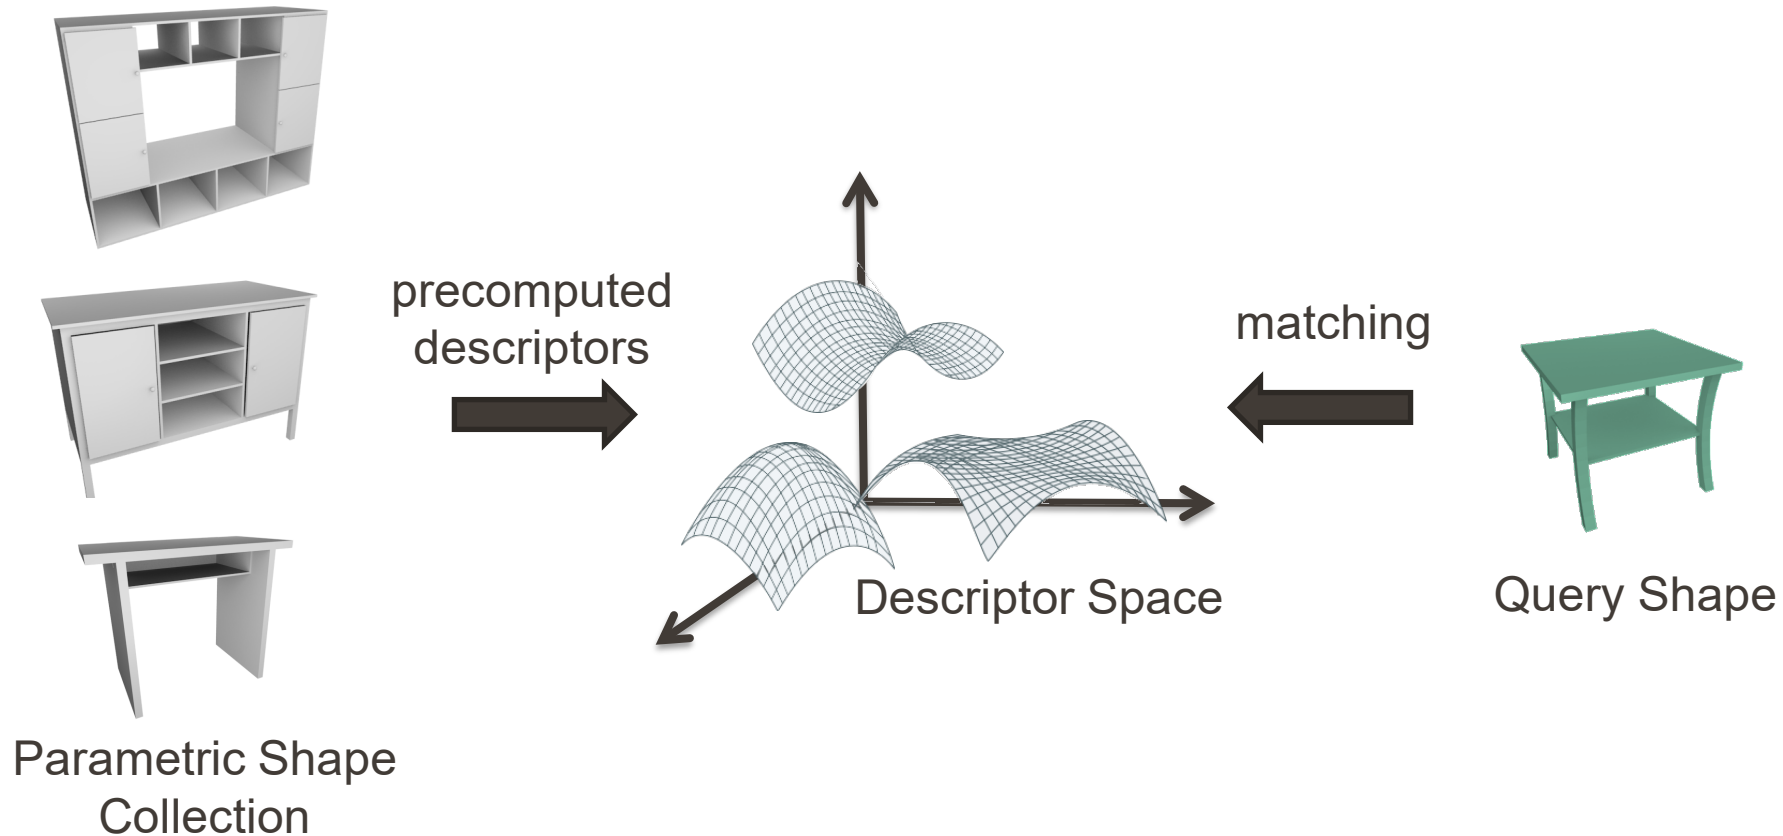 precomputed
descriptors
matching
Descriptor Space
Query Shape
Parametric Shape
Collection